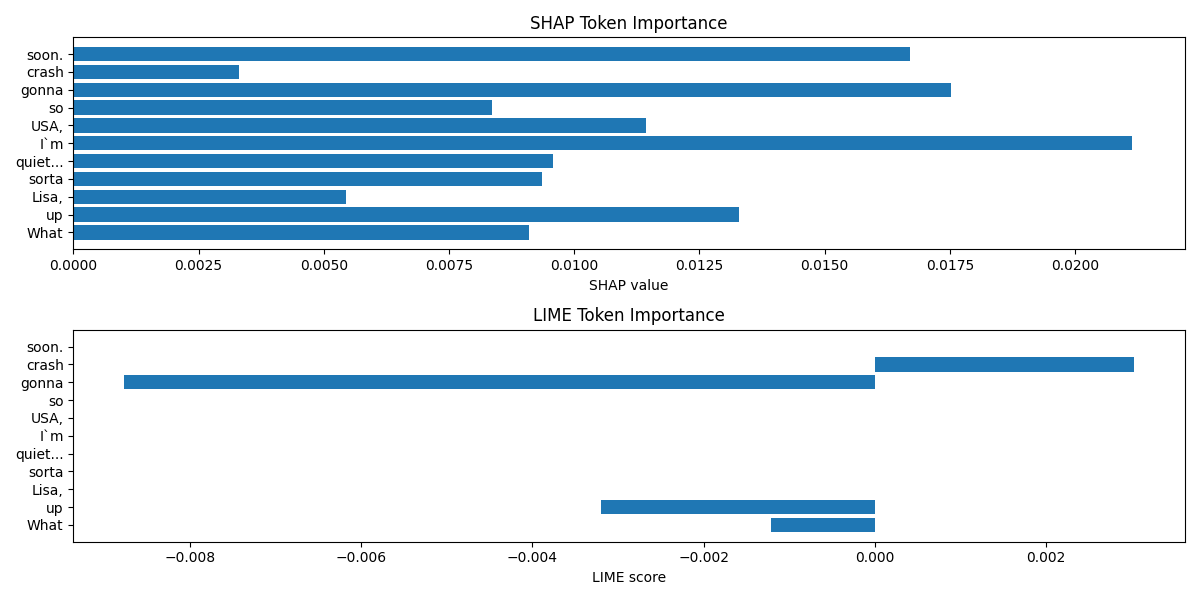 SHAP Token Importance
soon.
crash
gonna
so
USA,
I`m
quiet...
sorta
Lisa,
up
What
0.0000 0.0025 0.0050 0.0075 0.0100 0.0125 0.0150 0.0175 0.0200
SHAP value
LIME Token Importance
soon.
crash
gonna
so
USA,
I`m
quiet...
sorta
Lisa,
up
What
−0.008 −0.006 −0.004 −0.002 0.000 0.002
LIME score